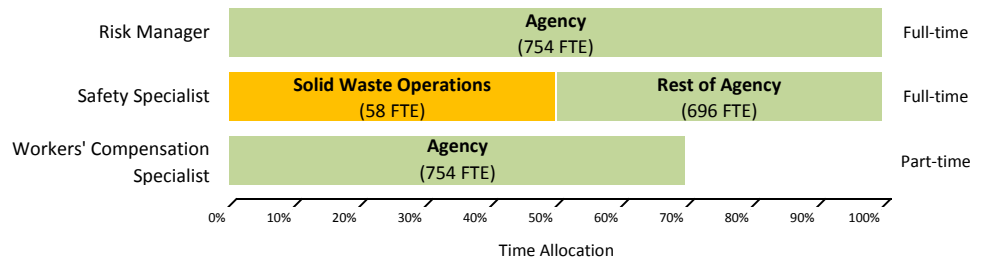 Risk Manager
Agency
(754 FTE)
Full-time
Safety Specialist
Solid Waste Operations
(58 FTE)
Rest of Agency
(696 FTE)
Full-time
Workers' Compensation
Specialist
Agency
(754 FTE)
Part-time
0% 10% 20% 30% 40% 50% 60% 70% 80% 90% 100%
Time Allocation